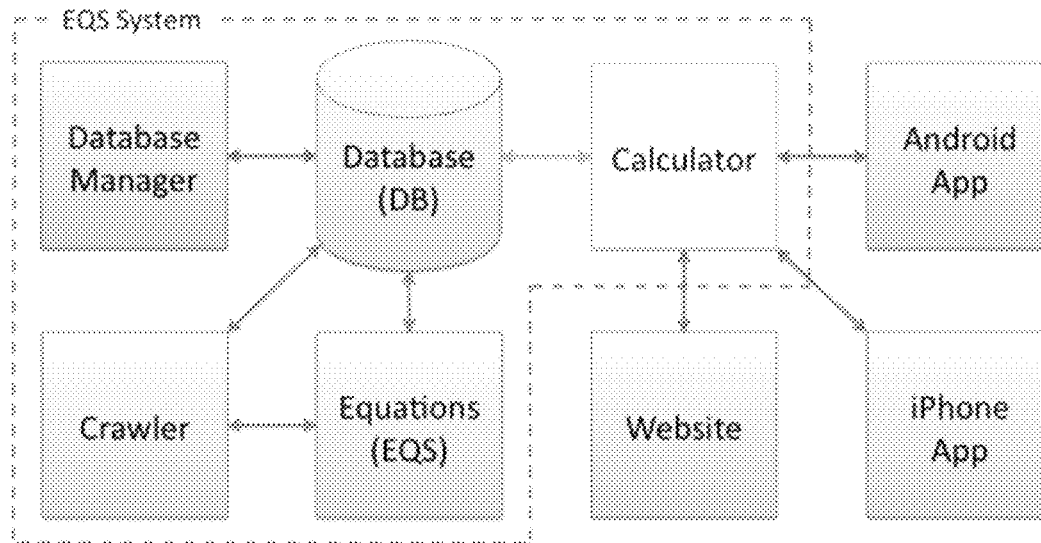 EQS System
Database
Manager
Database
(DB)
Calculator
Android
App
Crawler
Equations
(EQS)
Website
iPhone
App